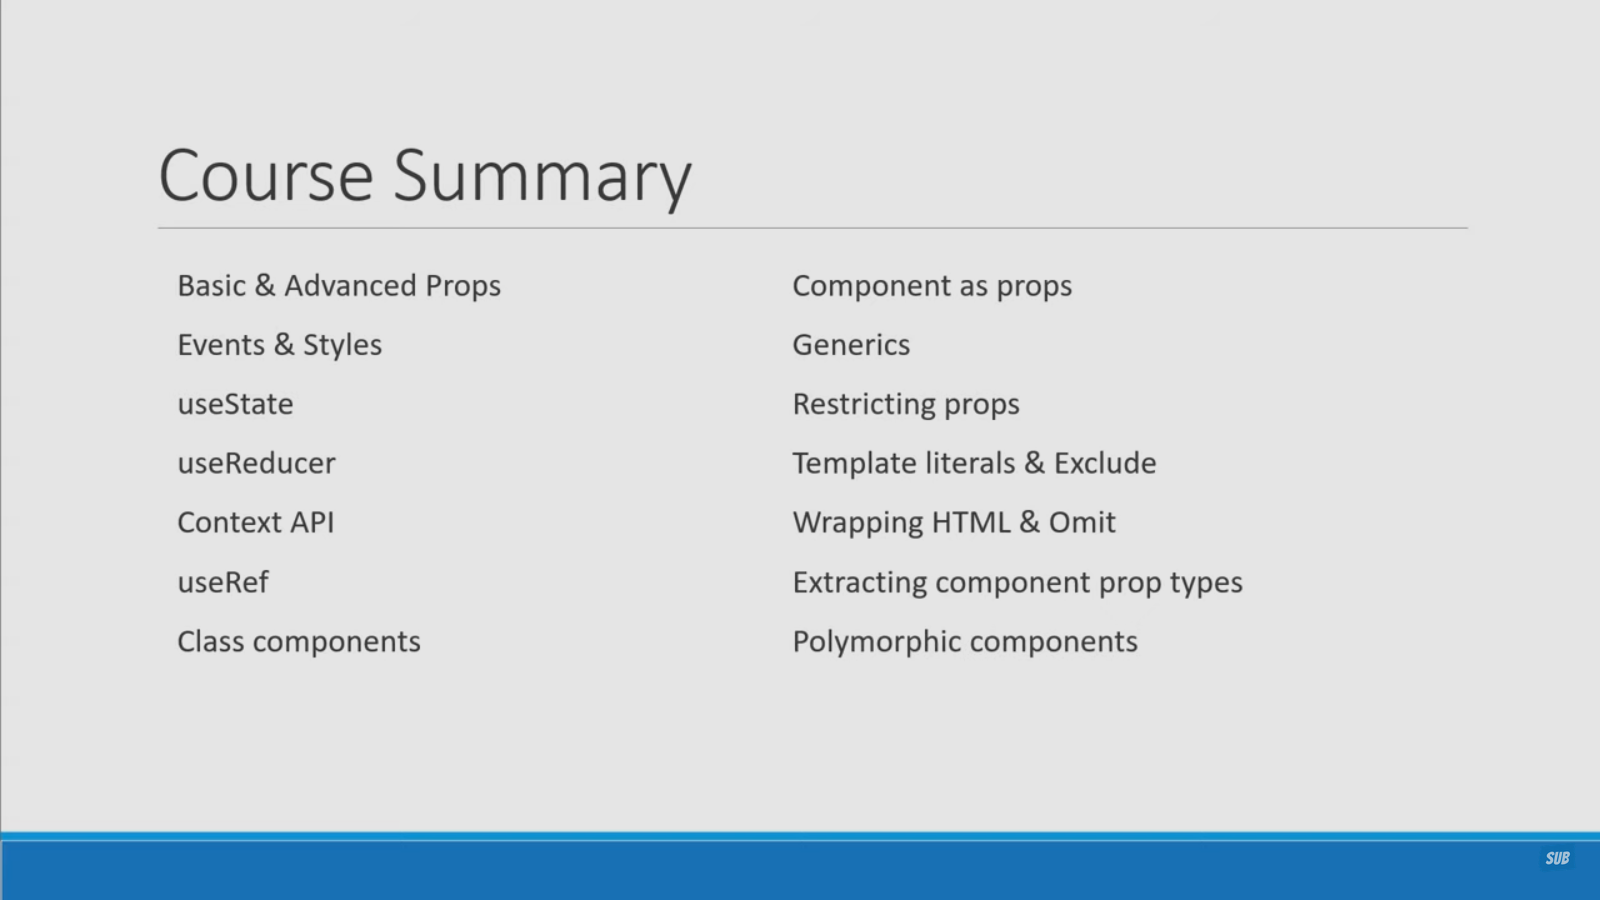 Course Summary
Basic & Advanced Props
Events & Styles
useState
useReducer
Context API
useRef
Class components
Component as props
Generics
Restricting props
Template literals & Exclude
Wrapping HTML & Omit
Extracting component prop types
Polymorphic components
SUB